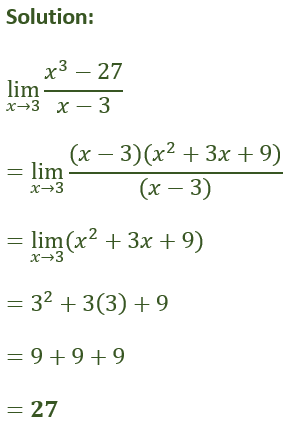 Solution:
lim x→3 (x³ − 27)/(x − 3)
= lim x→3 ((x − 3)(x² + 3x + 9))/((x − 3))
= lim x→3 (x² + 3x + 9)
= 3² + 3(3) + 9
= 9 + 9 + 9
= 27